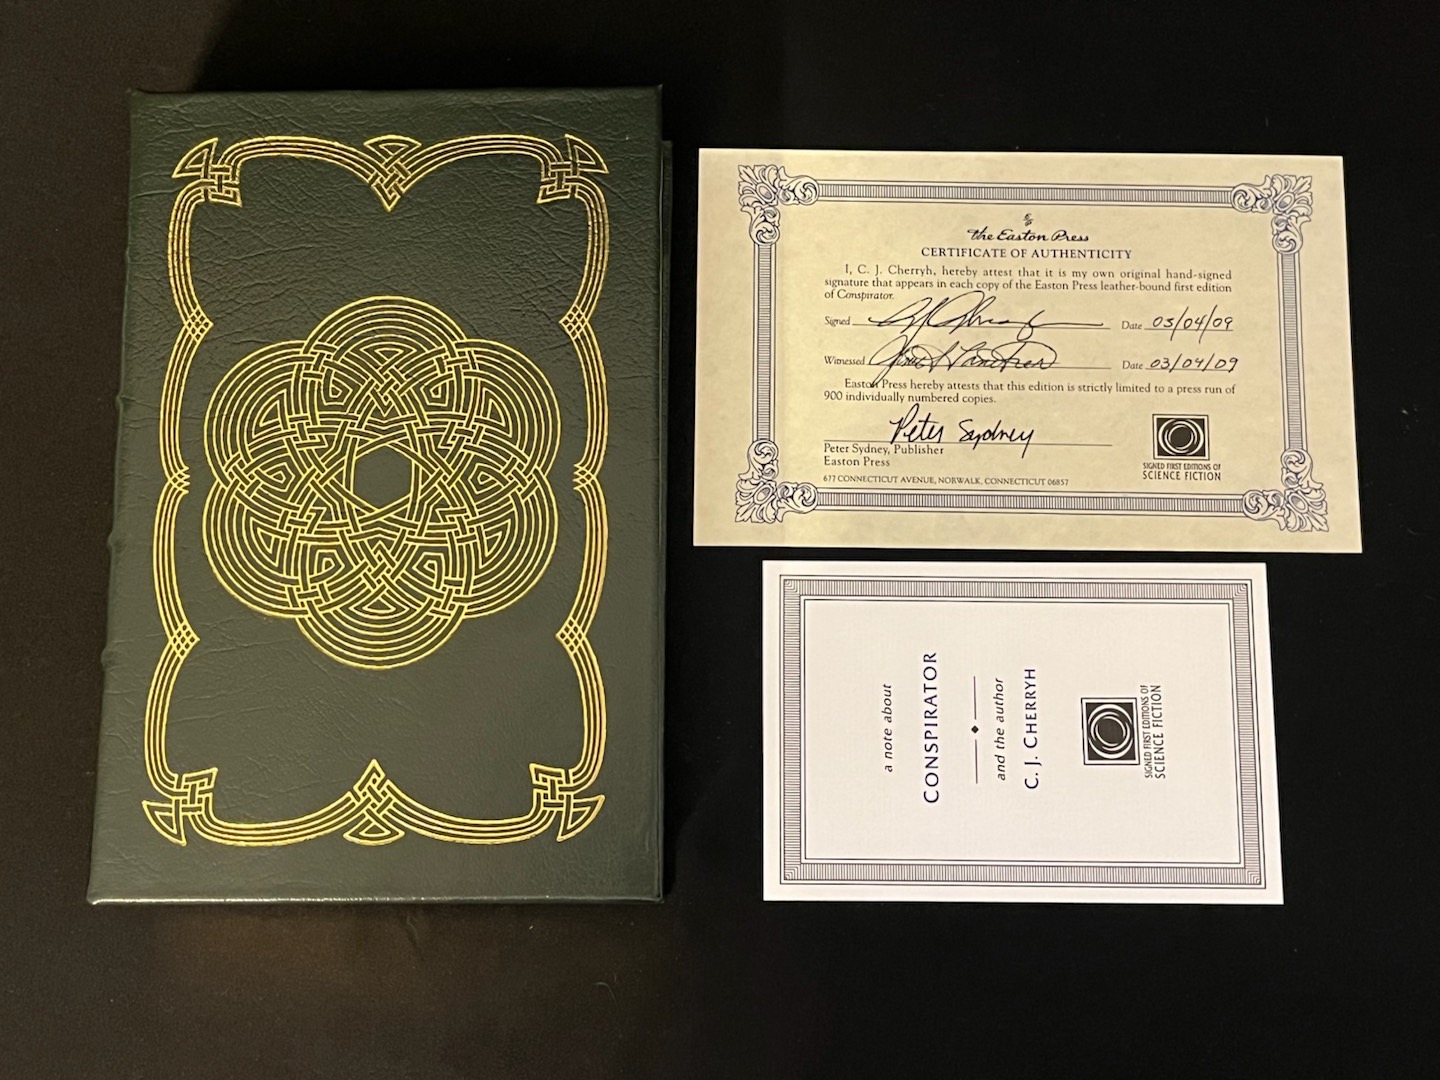 the Easton Press
CERTIFICATE OF AUTHENTICITY
I, C. J. Cherryh, hereby attest that it is my own original hand-signed
signature that appears in each copy of the Easton Press leather-bound first edition
of Conspirator.
Signed Date 03/04/09
Witnessed Date 03/04/09
Easton Press hereby attests that this edition is strictly limited to a press run of
900 individually numbered copies.
Peter Sydney
Peter Sydney, Publisher
Easton Press
677 CONNECTICUT AVENUE, NORWALK, CONNECTICUT 06857
SIGNED FIRST EDITIONS OF
SCIENCE FICTION
a note about
CONSPIRATOR
and the author
C. J. CHERRYH
SIGNED FIRST EDITIONS OF
SCIENCE FICTION